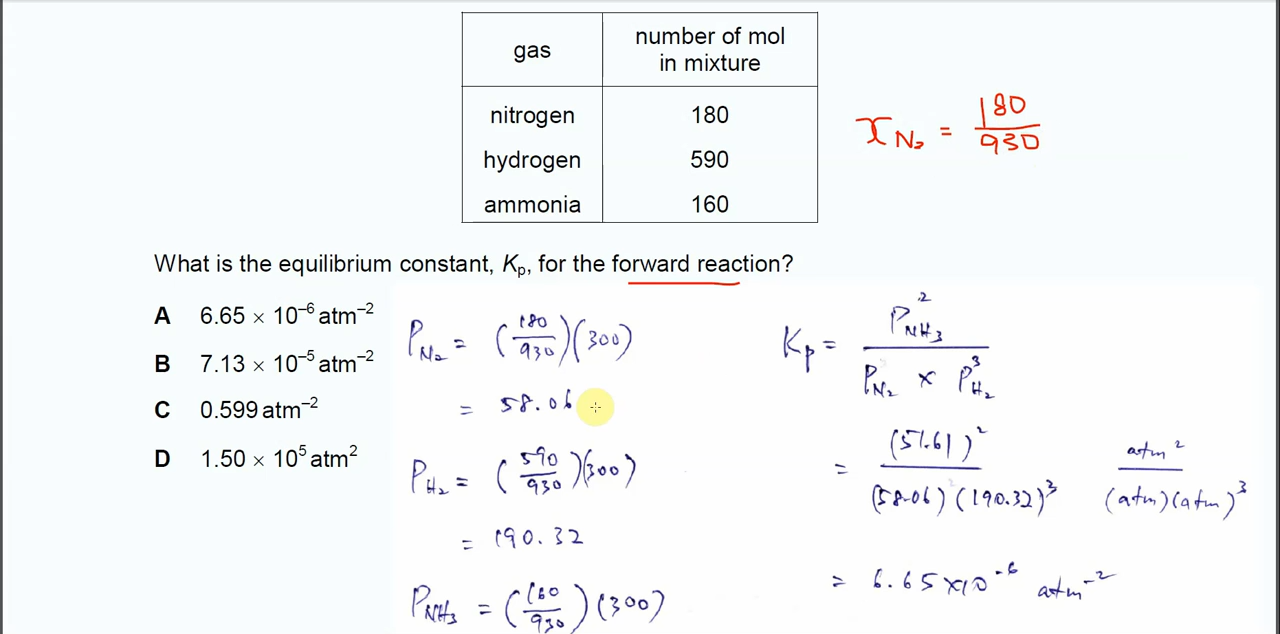 gas number of mol in mixture
nitrogen 180
hydrogen 590
ammonia 160
x N₂ = 180/930
What is the equilibrium constant, Kₚ, for the forward reaction?
A 6.65 × 10⁻⁶ atm⁻²
B 7.13 × 10⁻⁵ atm⁻²
C 0.599 atm⁻²
D 1.50 × 10⁵ atm²
P N₂ = (180/930)(300)
= 58.06
P H₂ = (590/930)(300)
= 190.32
P NH₃ = (160/930)(300)
Kp = P NH₃² / P N₂ × P H₂³
= (51.61)² / (58.06)(190.32)³ atm² / (atm)(atm)³
= 6.65×10⁻⁶ atm⁻²